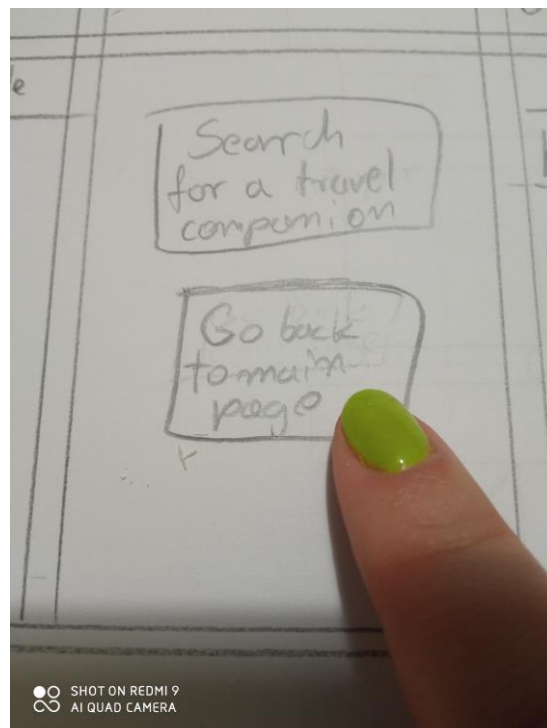 e
Search
for a travel
companion
Go back
to main
page
SHOT ON REDMI 9
AI QUAD CAMERA